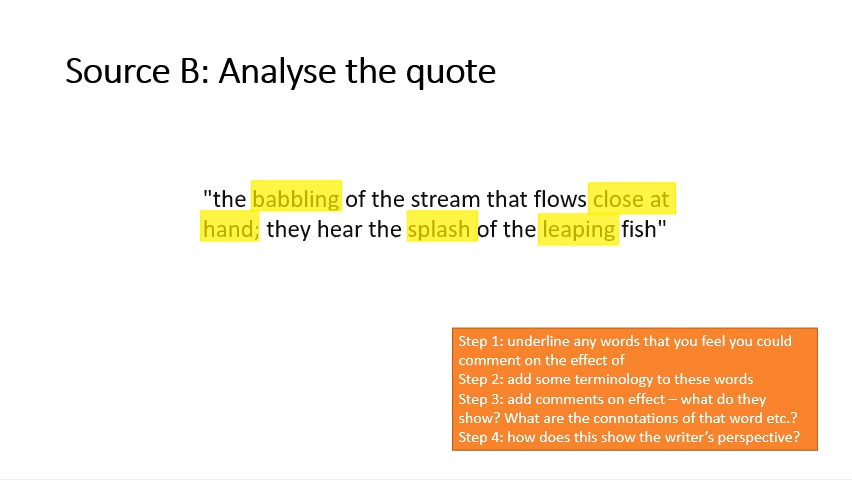 Source B: Analyse the quote
"the babbling of the stream that flows close at
hand; they hear the splash of the leaping fish"
Step 1: underline any words that you feel you could
comment on the effect of
Step 2: add some terminology to these words
Step 3: add comments on effect – what do they
show? What are the connotations of that word etc.?
Step 4: how does this show the writer’s perspective?